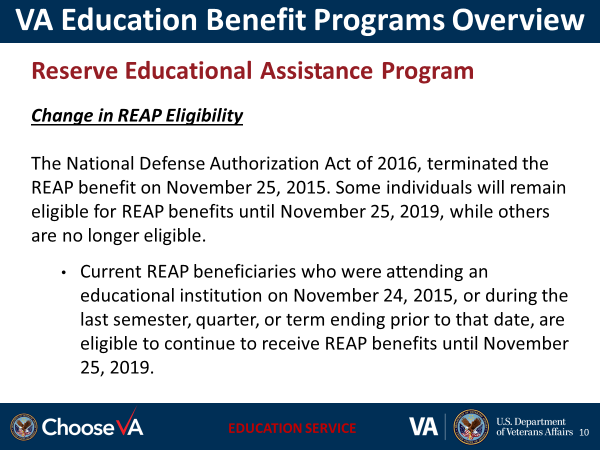 VA Education Benefit Programs Overview
Reserve Educational Assistance Program
Change in REAP Eligibility
The National Defense Authorization Act of 2016, terminated the
REAP benefit on November 25, 2015. Some individuals will remain
eligible for REAP benefits until November 25, 2019, while others
are no longer eligible.
• Current REAP beneficiaries who were attending an
educational institution on November 24, 2015, or during the
last semester, quarter, or term ending prior to that date, are
eligible to continue to receive REAP benefits until November
25, 2019.
ChooseVA
EDUCATION SERVICE
VA
U.S. Department
of Veterans Affairs
10